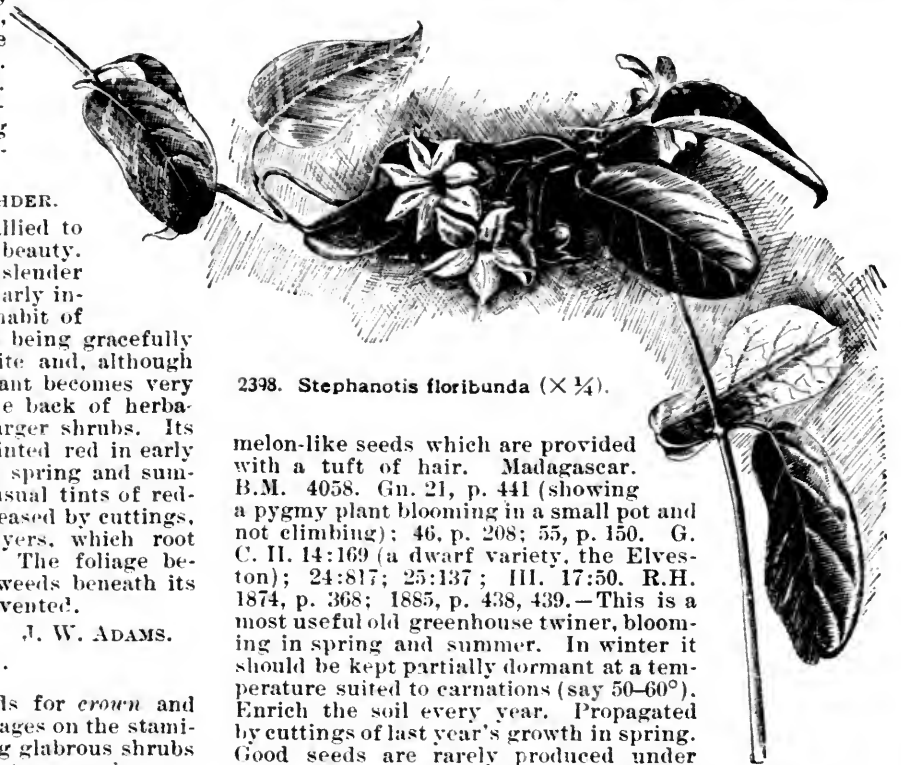 HDER.
llied to
beauty.
slender
arly in-
habit of
being gracefully
ite and, although
ant becomes very
e back of herba-
arger shrubs. Its
inted red in early
spring and sum-
usual tints of red-
eased by cuttings,
yers, which root
The foliage be-
weeds beneath its
vented.
J. W. ADAMS.
ls for crown and
ages on the stami-
g glabrous shrubs
2398. Stephanotis floribunda (× ¼).
melon-like seeds which are provided
with a tuft of hair. Madagascar.
B.M. 4058. Gn. 21, p. 441 (showing
a pygmy plant blooming in a small pot and
not climbing); 46, p. 208; 55, p. 150. G.
C. II. 14:169 (a dwarf variety, the Elves-
ton); 24:817; 25:137; III. 17:50. R.H.
1874, p. 368; 1885, p. 438, 439.—This is a
most useful old greenhouse twiner, bloom-
ing in spring and summer. In winter it
should be kept partially dormant at a tem-
perature suited to carnations (say 50–60°).
Enrich the soil every year. Propagated
by cuttings of last year's growth in spring.
Good seeds are rarely produced under